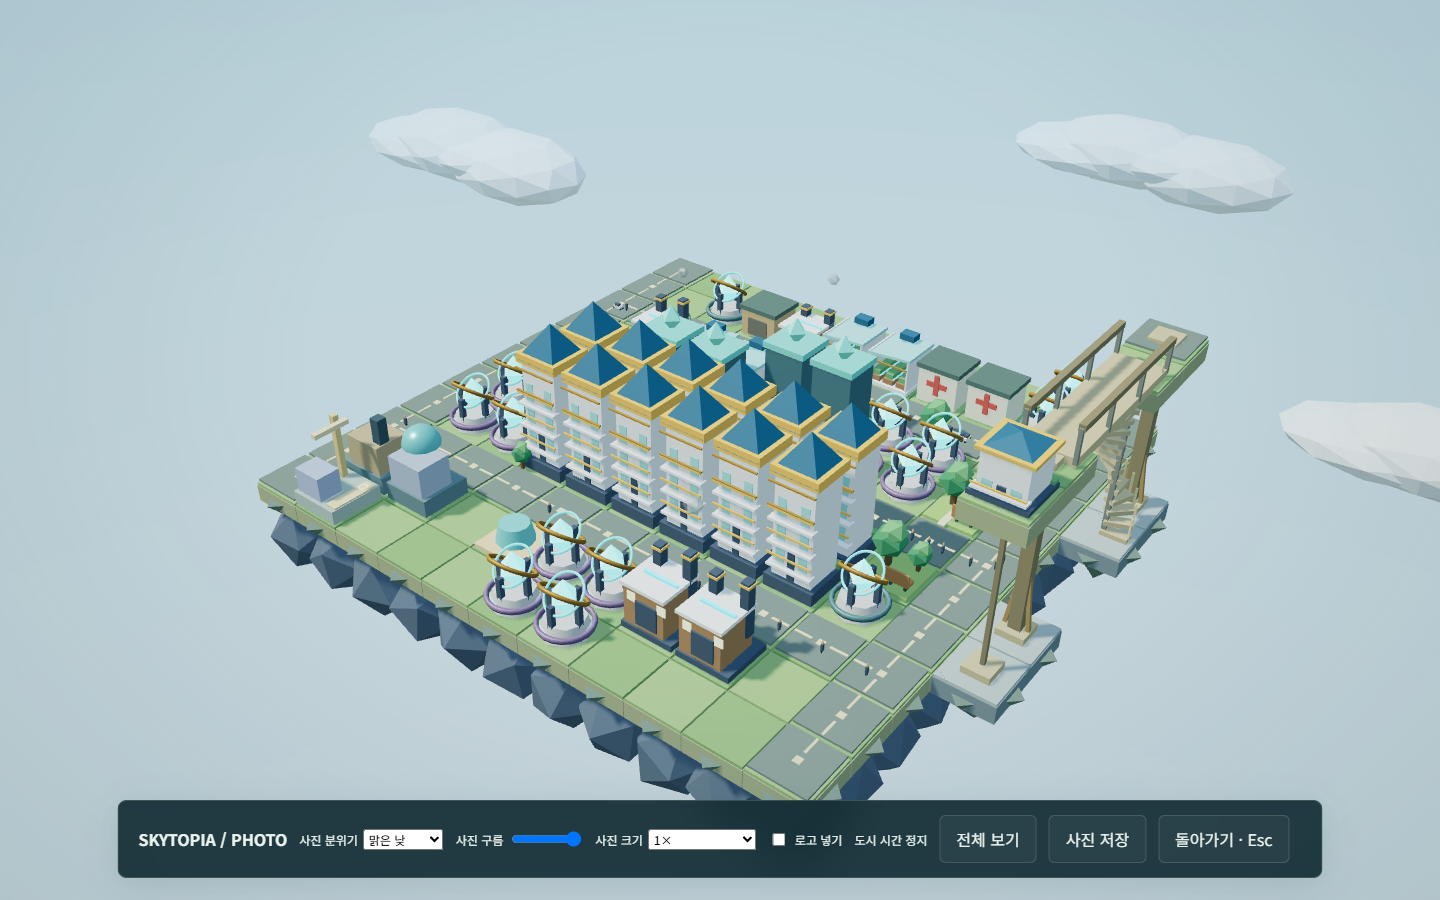 SKYTOPIA / PHOTO 사진 분위기 맑은 낮 사진 구름 사진 크기 1× 로고 넣기 도시 시간 정지 전체 보기 사진 저장 돌아가기 · Esc